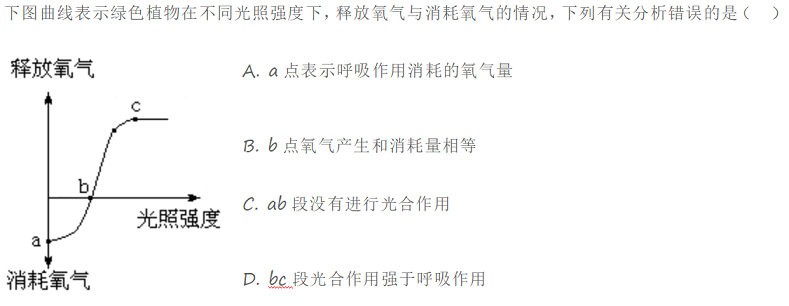 下图曲线表示绿色植物在不同光照强度下，释放氧气与消耗氧气的情况，下列有关分析错误的是（　）
释放氧气
c
b
光照强度
a
消耗氧气
A. a 点表示呼吸作用消耗的氧气量
B. b 点氧气产生和消耗量相等
C. ab 段没有进行光合作用
D. bc 段光合作用强于呼吸作用